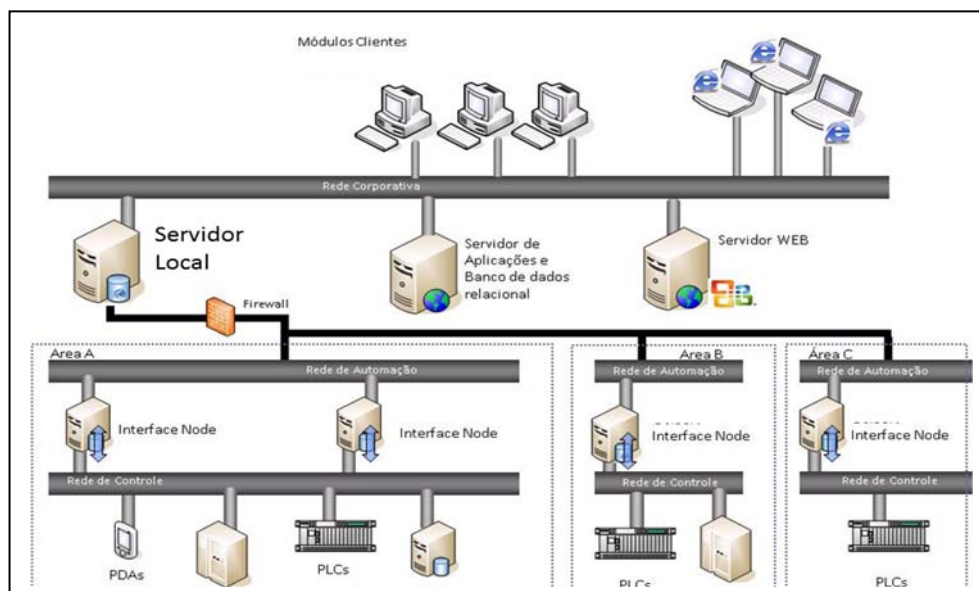 Módulos Clientes
Rede Corporativa
Servidor
Local
Servidor de
Aplicações e
Banco de dados
relacional
Servidor WEB
Firewall
Area A
Rede de Automação
Area B
Rede de Automação
Área C
Rede de Automação
Interface Node
Interface Node
Interface Node
Interface Node
Rede de Controle
Rede de Controle
Rede de Controle
PDAs
PLCs
PLCs
PLCs